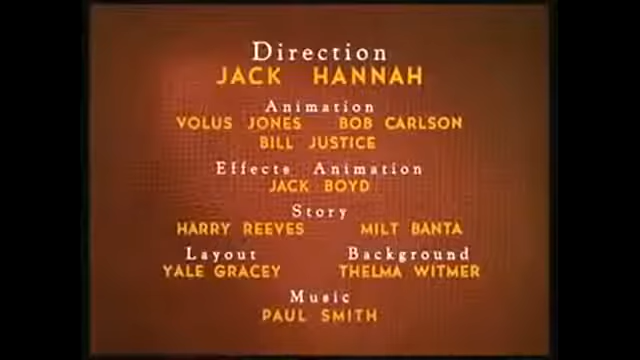 Direction
JACK HANNAH
Animation
VOLUS JONES BOB CARLSON
BILL JUSTICE
Effects Animation
JACK BOYD
Story
HARRY REEVES MILT BANTA
Layout Background
YALE GRACEY THELMA WITMER
Music
PAUL SMITH